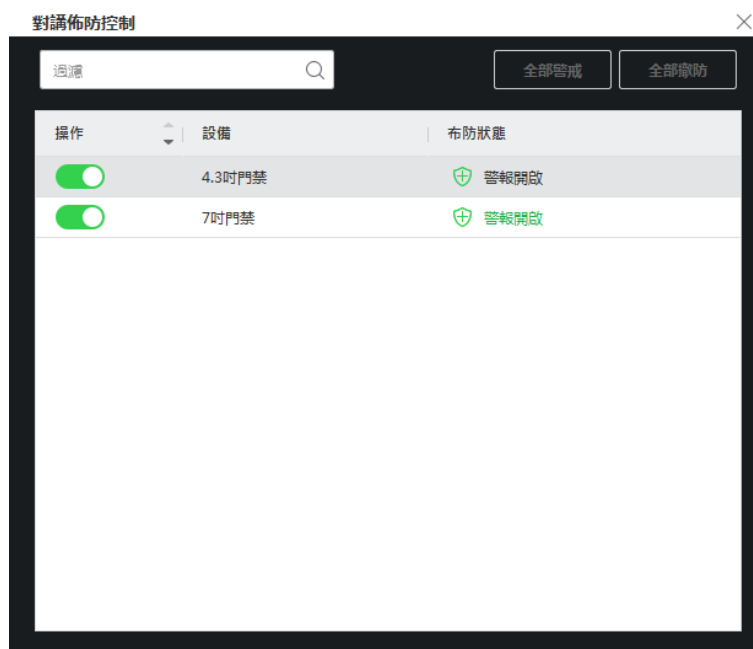 對講佈防控制
過濾
全部警戒 全部撤防
操作 設備 布防狀態
4.3吋門禁 警報開啟
7吋門禁 警報開啟